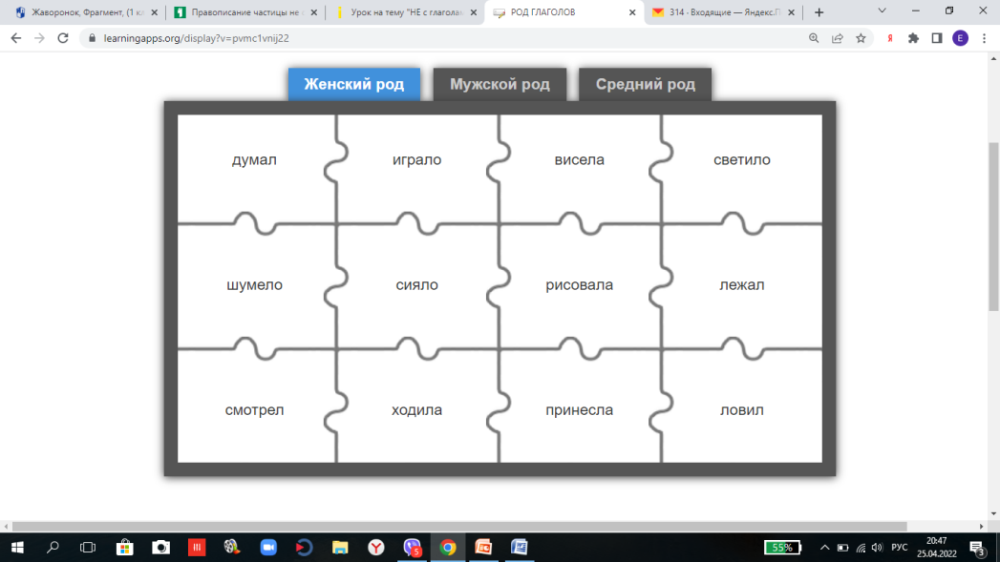 Жаворонок, Фрагмент, (1 кл
Правописание частицы не с
Урок на тему "НЕ с глагола
РОД ГЛАГОЛОВ
314 · Входящие — Яндекс.П
learningapps.org/display?v=pvmc1vnij22
Женский род Мужской род Средний род
думал играло висела светило
шумело сияло рисовала лежал
смотрел ходила принесла ловил
55% РУС 20:47
25.04.2022